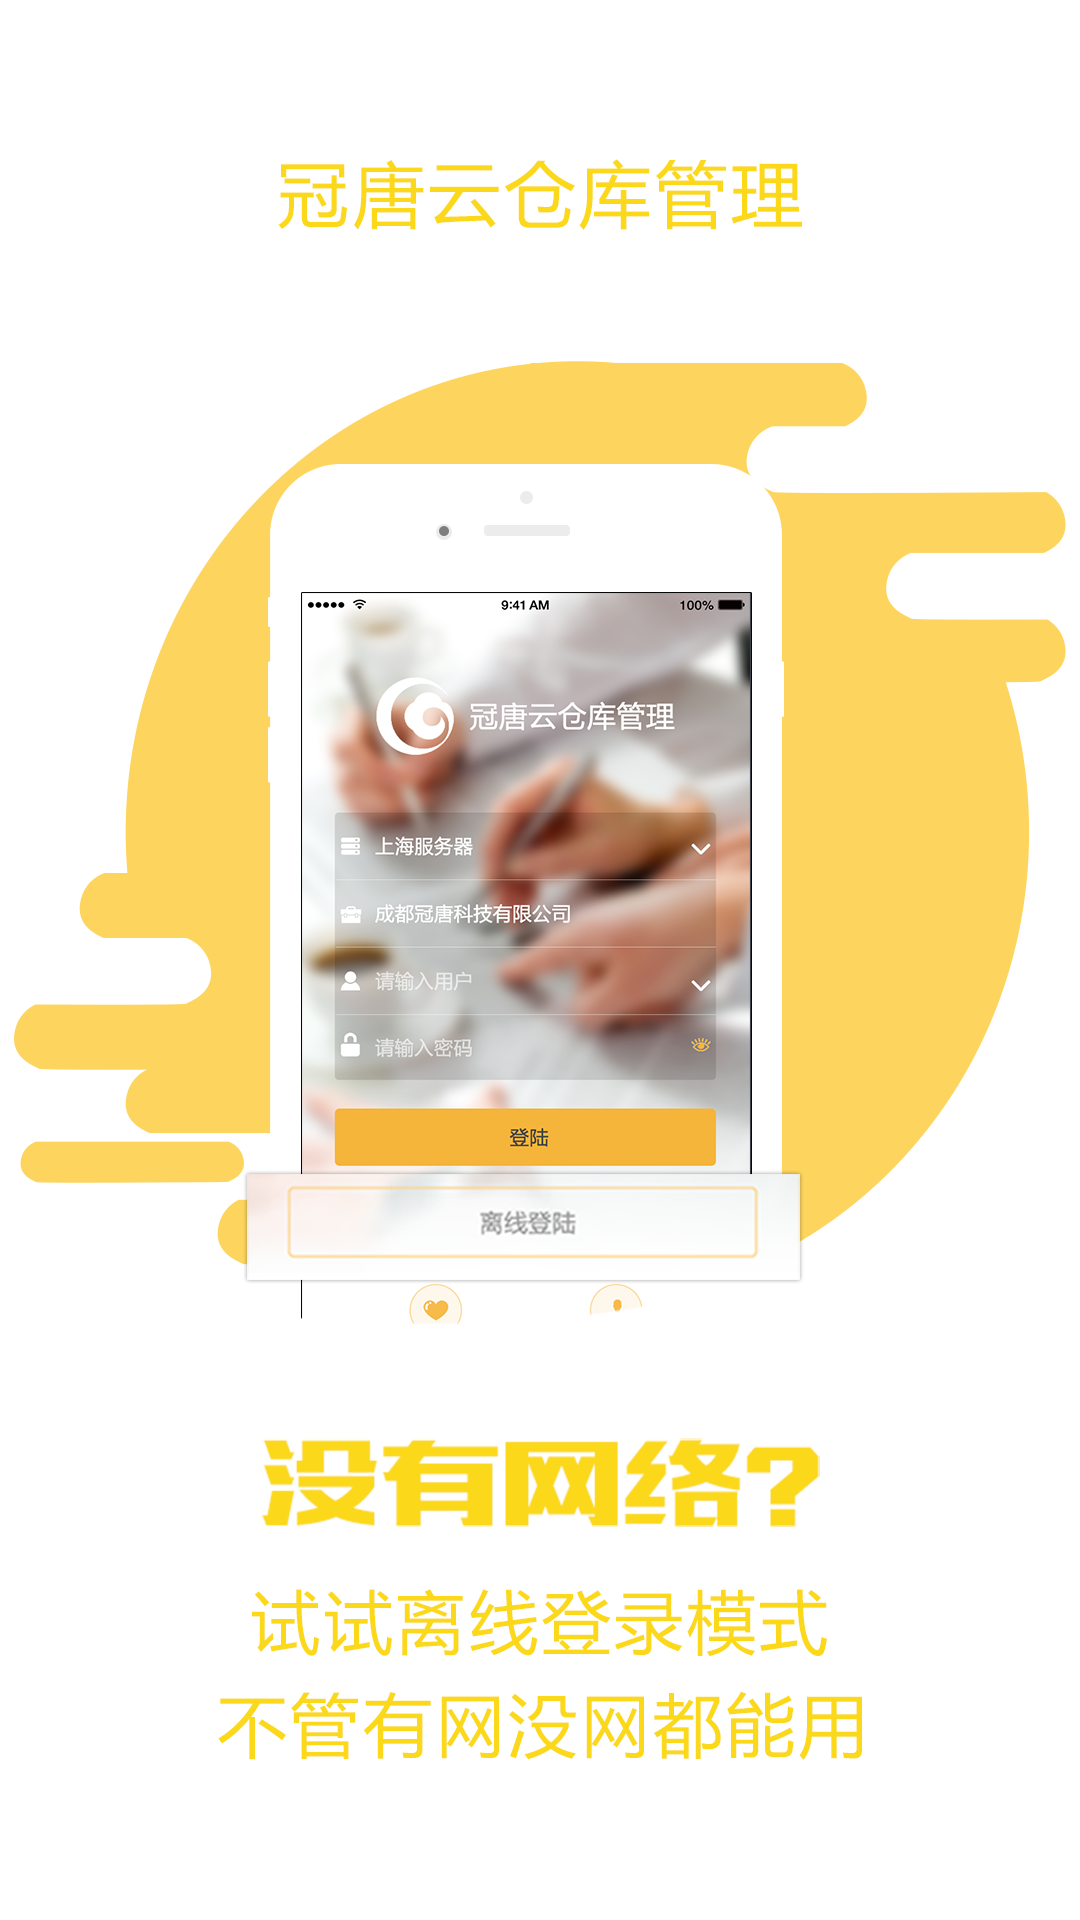 冠唐云仓库管理
9:41 AM
100%
冠唐云仓库管理
上海服务器
成都冠唐科技有限公司
请输入用户
请输入密码
登陆
离线登陆
没有网络?
试试离线登录模式
不管有网没网都能用